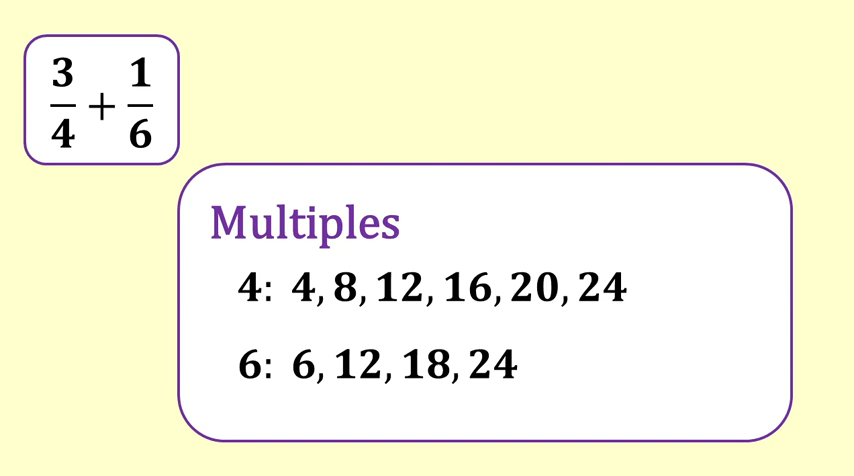 3/4 + 1/6
Multiples
4: 4, 8, 12, 16, 20, 24
6: 6, 12, 18, 24